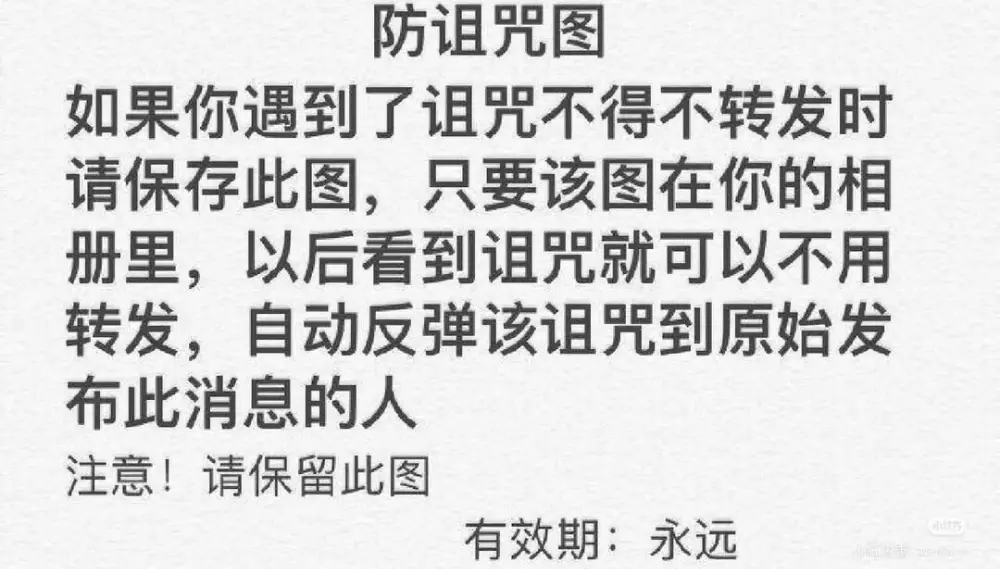 防诅咒图
如果你遇到了诅咒不得不转发时
请保存此图，只要该图在你的相
册里，以后看到诅咒就可以不用
转发，自动反弹该诅咒到原始发
布此消息的人
注意！请保留此图
有效期：永远
小红书